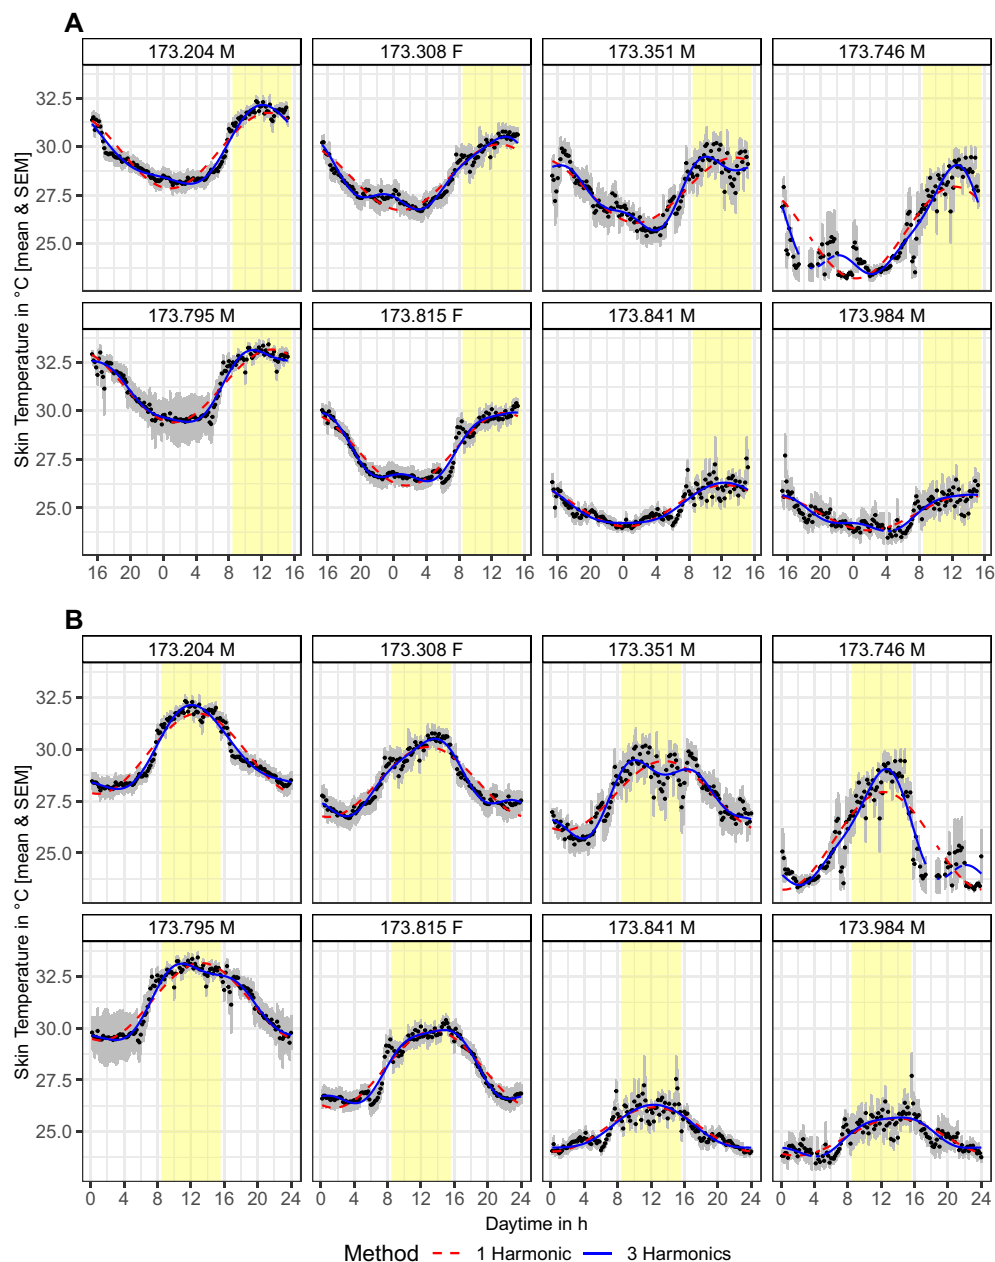 A
173.204 M 173.308 F 173.351 M 173.746 M
32.5
30.0
27.5
25.0
173.795 M 173.815 F 173.841 M 173.984 M
32.5
30.0
27.5
25.0
Skin Temperature in °C [mean & SEM]
16 20 0 4 8 12 16 16 20 0 4 8 12 16 16 20 0 4 8 12 16 16 20 0 4 8 12 16
B
173.204 M 173.308 F 173.351 M 173.746 M
32.5
30.0
27.5
25.0
173.795 M 173.815 F 173.841 M 173.984 M
32.5
30.0
27.5
25.0
Skin Temperature in °C [mean & SEM]
0 4 8 12 16 20 24 0 4 8 12 16 20 24 0 4 8 12 16 20 24 0 4 8 12 16 20 24
Daytime in h
Method 1 Harmonic 3 Harmonics